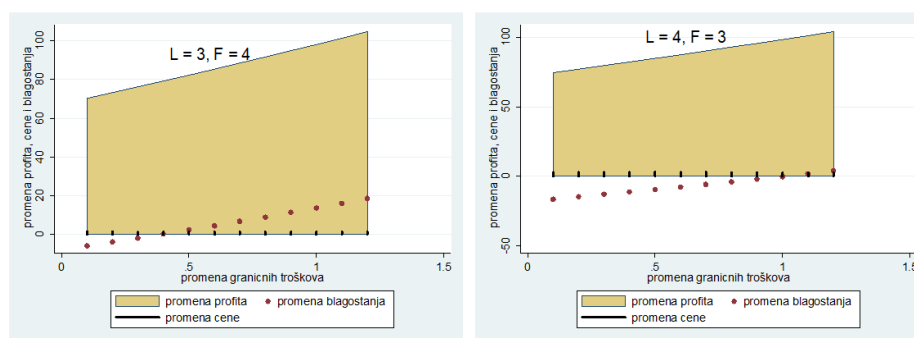 promena profita, cene i blagostanja
100
80
60
40
20
0
L = 3, F = 4
0
.5
1
1.5
promena granicnih troškova
promena profita
promena blagostanja
promena cene
promena profita, cene i blagostanja
100
50
0
-50
L = 4, F = 3
0
.5
1
1.5
promena granicnih troškova
promena profita
promena blagostanja
promena cene